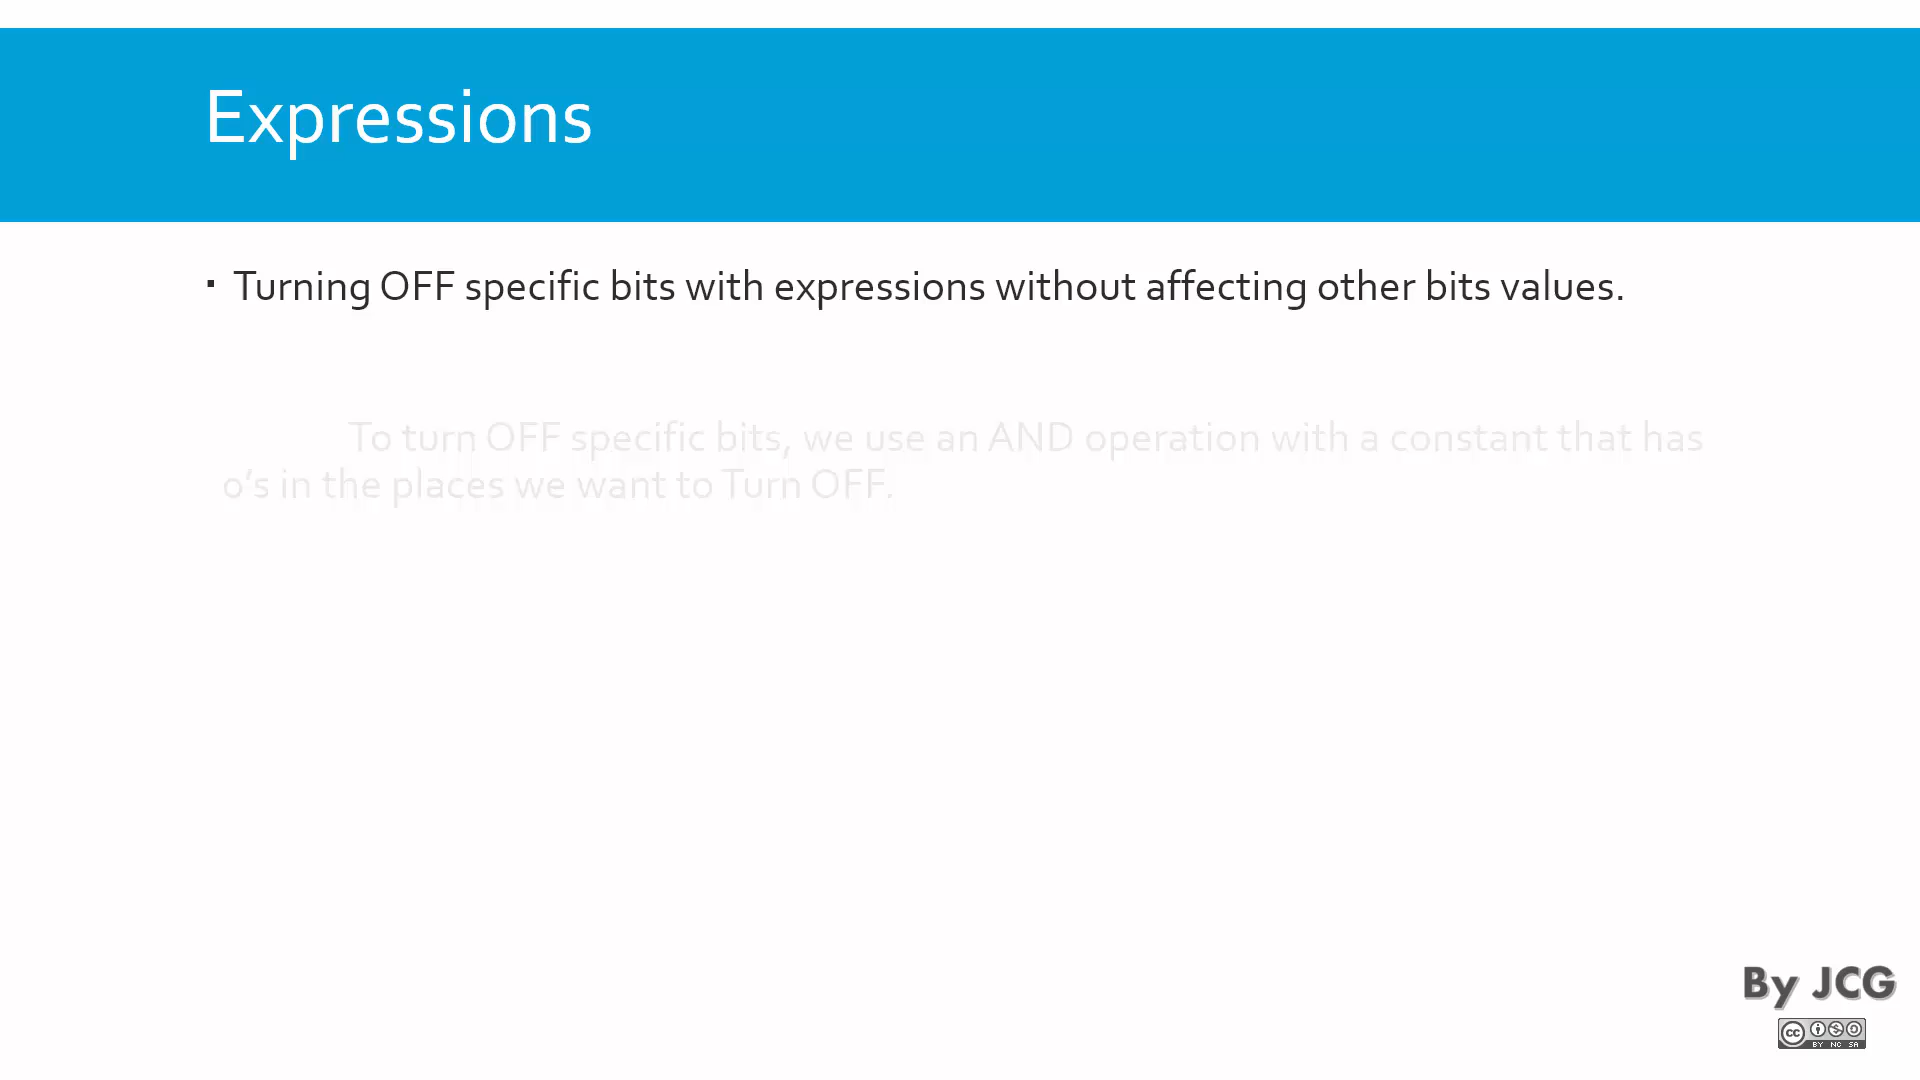 Expressions
▪ Turning OFF specific bits with expressions without affecting other bits values.
To turn OFF specific bits, we use an AND operation with a constant that has
0's in the places we want to Turn OFF.
By JCG
cc
BY NC SA